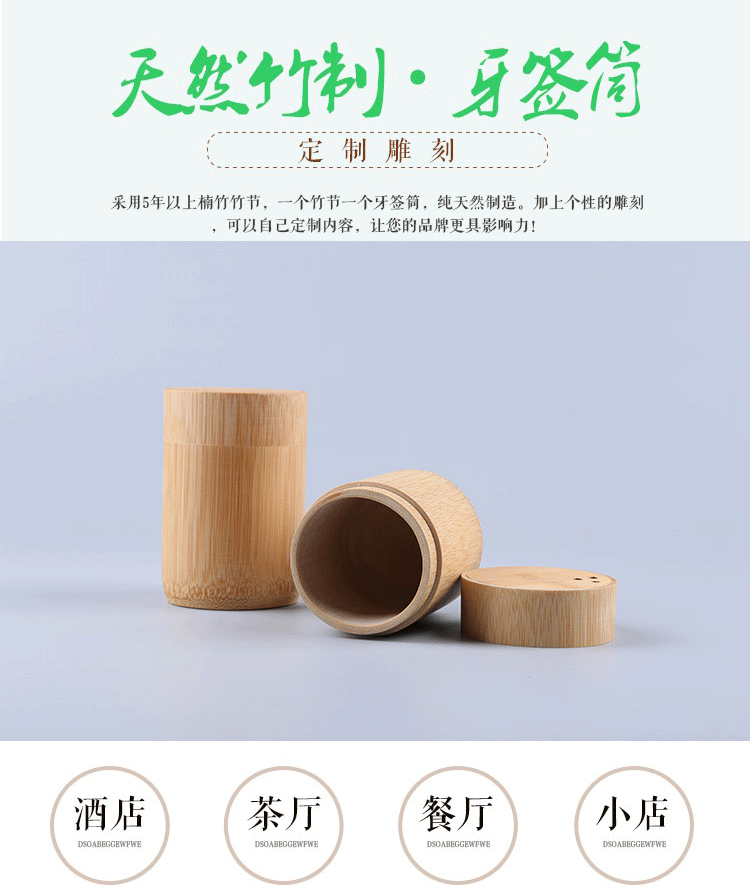 天然竹制·牙签筒
定制雕刻
采用5年以上楠竹竹节，一个竹节一个牙签筒，纯天然制造。加上个性的雕刻
，可以自己定制内容，让您的品牌更具影响力!
酒店 茶厅 餐厅 小店
DSOABEGGEWFWE DSOABEGGEWFWE DSOABEGGEWFWE DSOABEGGEWFWE